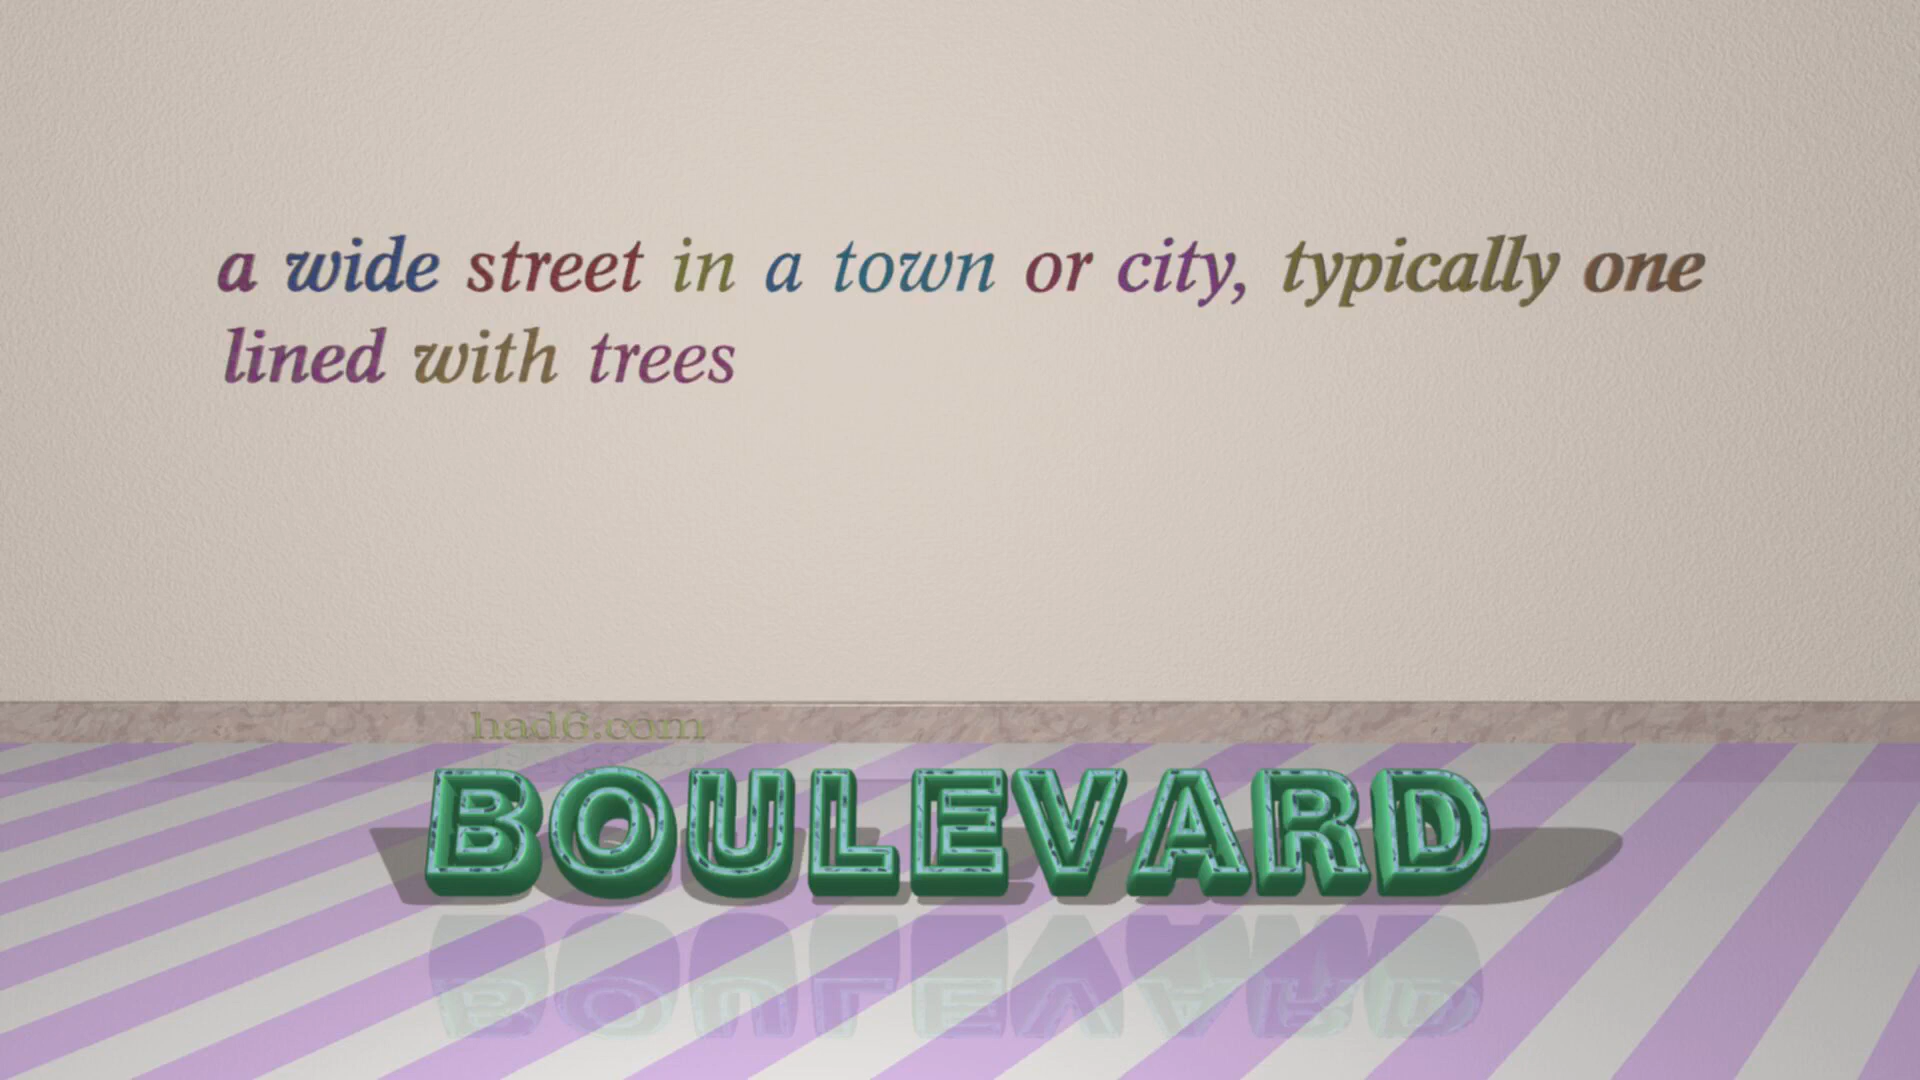 a wide street in a town or city, typically one
lined with trees
had6.com
BOULEVARD